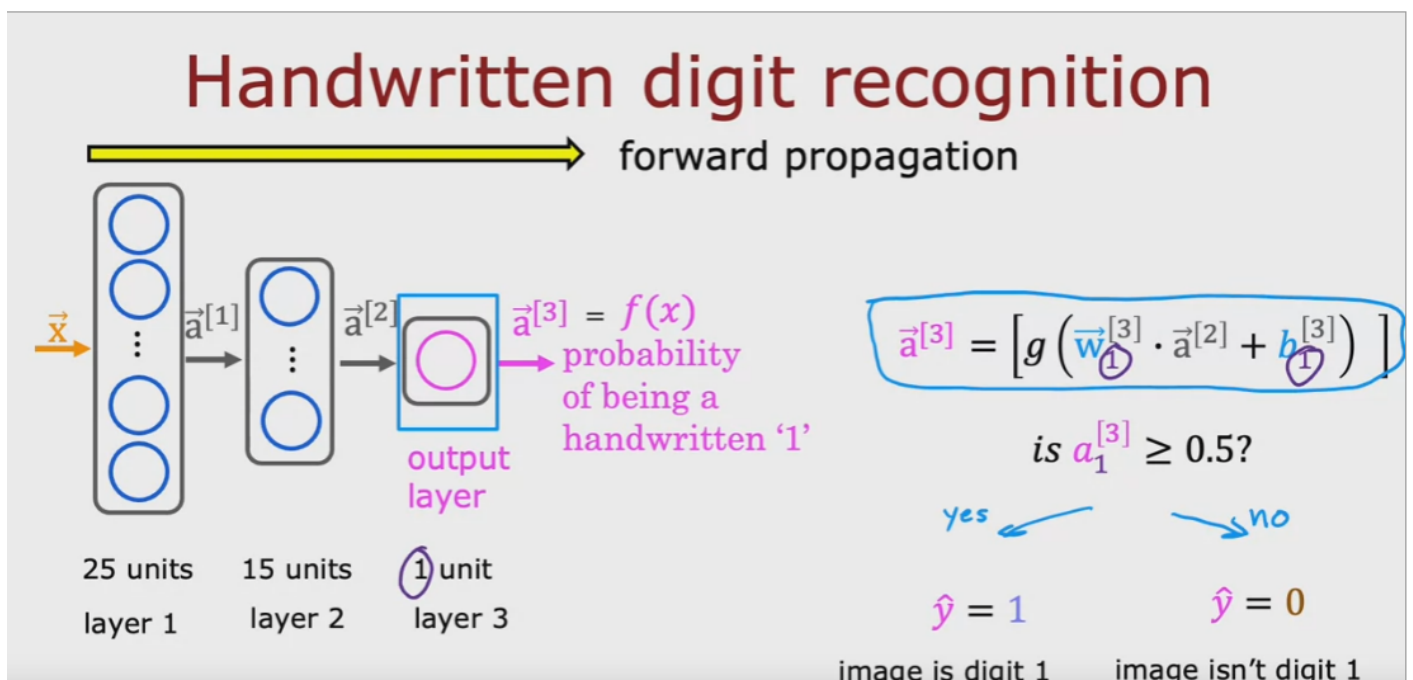 Handwritten digit recognition
forward propagation
x⃗
a⃗[1]
a⃗[2]
a⃗[3] = f(x)
probability
of being a
handwritten ‘1’
output
layer
25 units
layer 1
15 units
layer 2
1 unit
layer 3
a⃗[3] = [g(w⃗₁[3] · a⃗[2] + b₁[3])]
is a₁[3] ≥ 0.5?
yes
no
ŷ = 1
ŷ = 0
image is digit 1
image isn’t digit 1